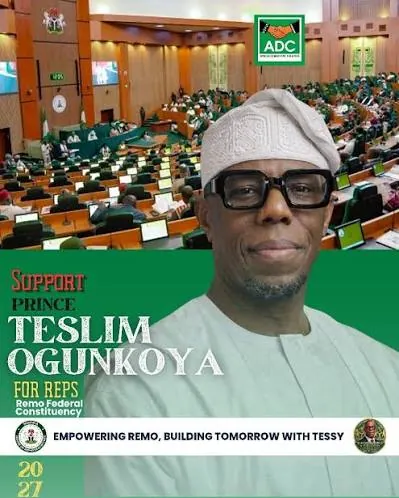 ADC
SUPPORT
PRINCE
TESLIM
OGUNKOYA
FOR REPS
Remo Federal
Constituency
EMPOWERING REMO, BUILDING TOMORROW WITH TESSY
20
27